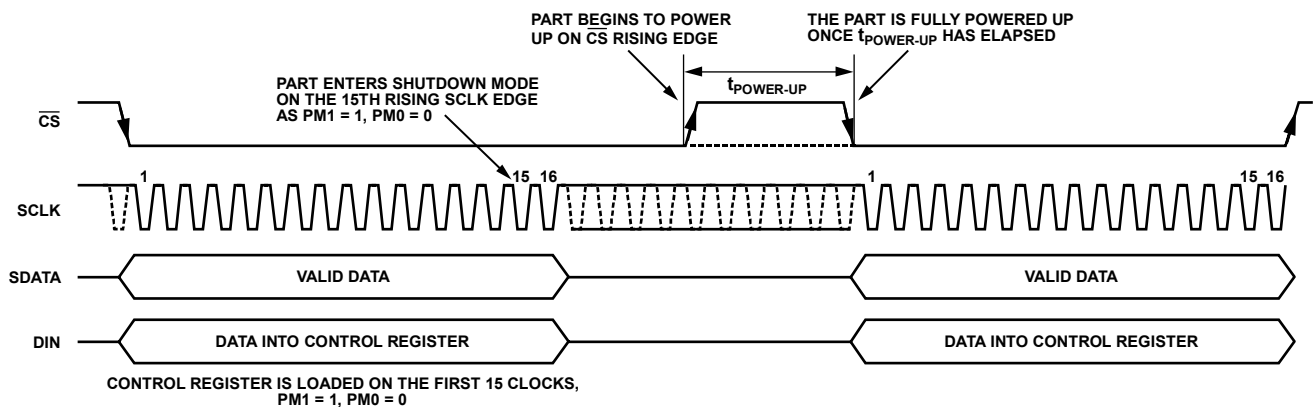 PART BEGINS TO POWER
UP ON CS RISING EDGE
THE PART IS FULLY POWERED UP
ONCE tPOWER-UP HAS ELAPSED
PART ENTERS SHUTDOWN MODE
ON THE 15TH RISING SCLK EDGE
AS PM1 = 1, PM0 = 0
tPOWER-UP
CS
1 15 16 1 15 16
SCLK
SDATA VALID DATA VALID DATA
DIN DATA INTO CONTROL REGISTER DATA INTO CONTROL REGISTER
CONTROL REGISTER IS LOADED ON THE FIRST 15 CLOCKS,
PM1 = 1, PM0 = 0